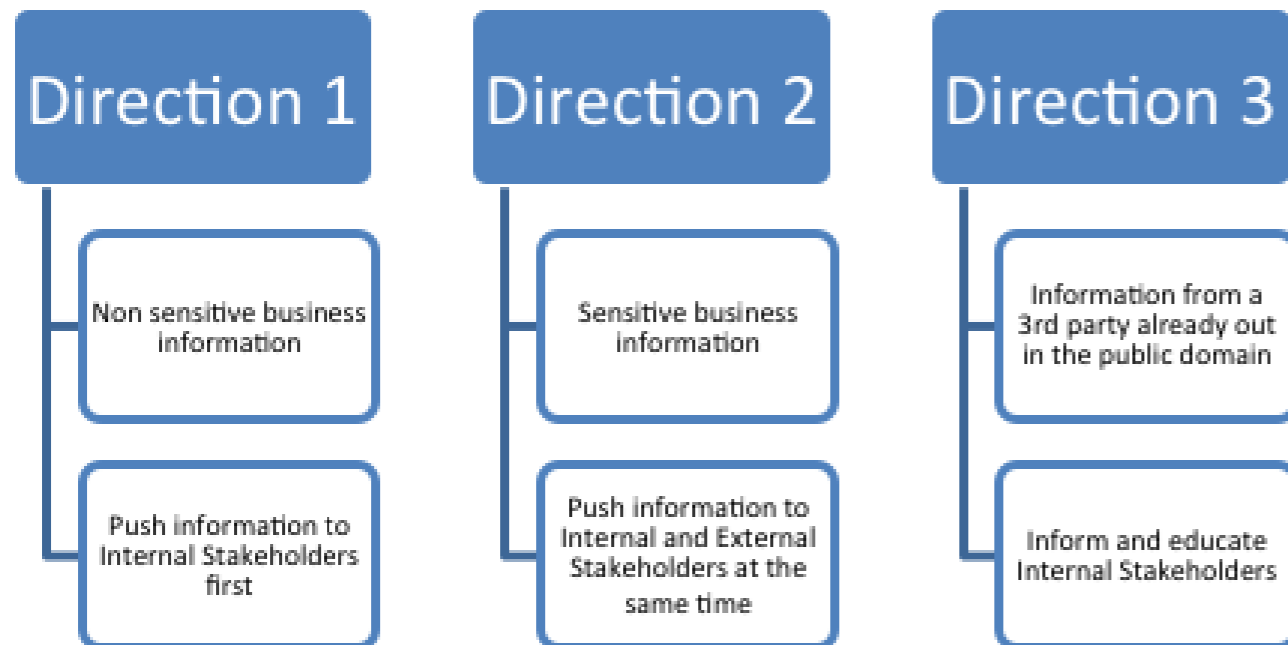 Direction 1
Non sensitive business
information
Push information to
Internal Stakeholders
first
Direction 2
Sensitive business
information
Push information to
Internal and External
Stakeholders at the
same time
Direction 3
Information from a
3rd party already out
in the public domain
Inform and educate
Internal Stakeholders